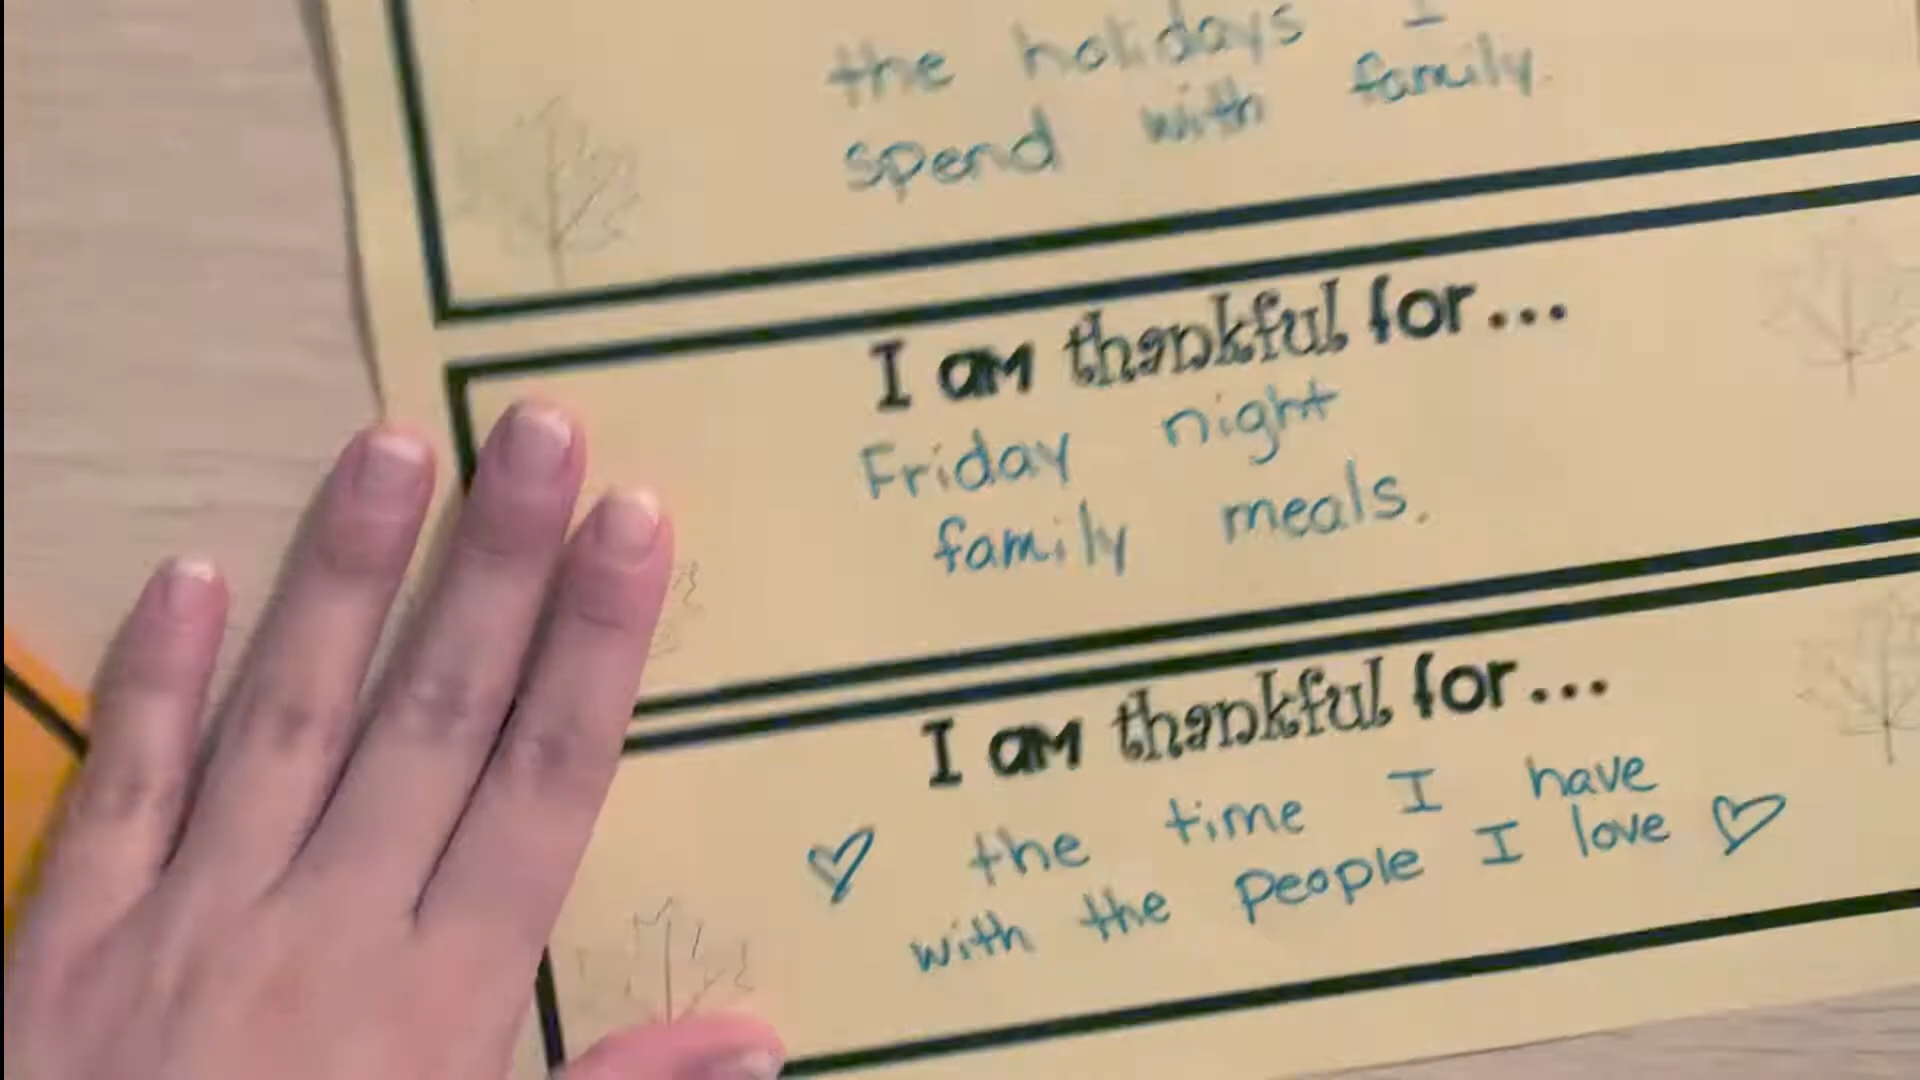 the holidays I
spend with family.
I am thankful for...
Friday night
family meals.
I am thankful for...
the time I have
with the people I love